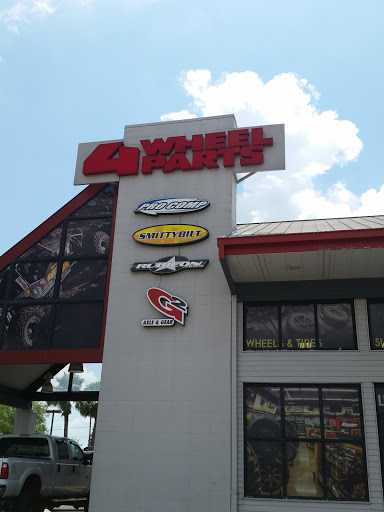 4 WHEEL PARTS
PRO COMP
SMITTYBILT
RUBICON
G2
AXLE & GEAR
WHEELS & TIRES